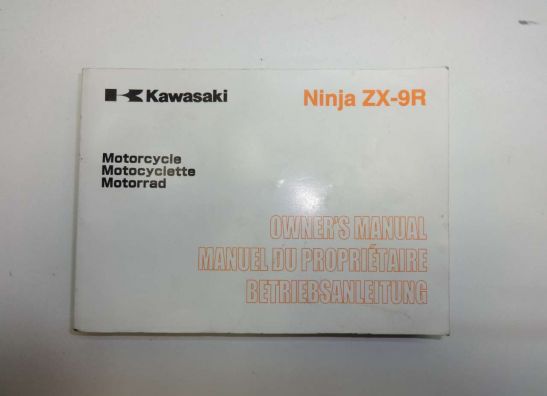 Kawasaki
Ninja ZX-9R
Motorcycle
Motocyclette
Motorrad
OWNER'S MANUAL
MANUEL DU PROPRIÉTAIRE
BETRIEBSANLEITUNG